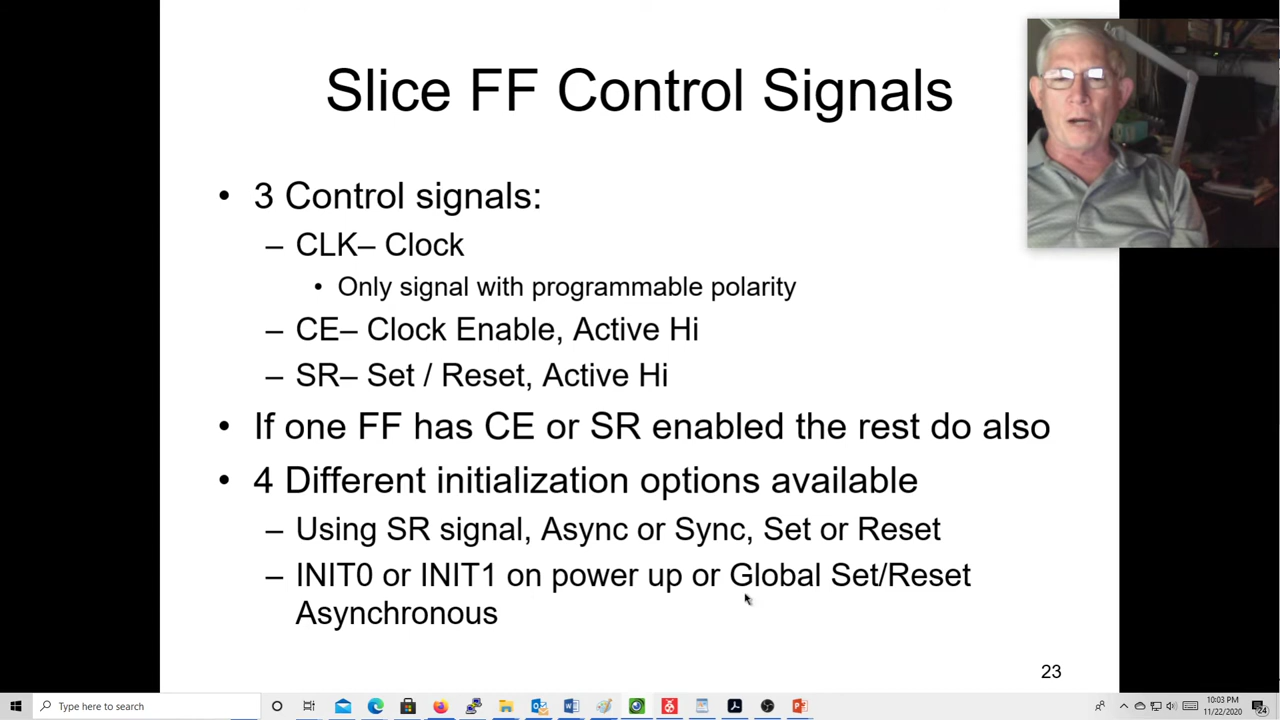 Slice FF Control Signals
• 3 Control signals:
– CLK– Clock
• Only signal with programmable polarity
– CE– Clock Enable, Active Hi
– SR– Set / Reset, Active Hi
• If one FF has CE or SR enabled the rest do also
• 4 Different initialization options available
– Using SR signal, Async or Sync, Set or Reset
– INIT0 or INIT1 on power up or Global Set/Reset
Asynchronous
23
Type here to search
10:03 PM
11/22/2020
24